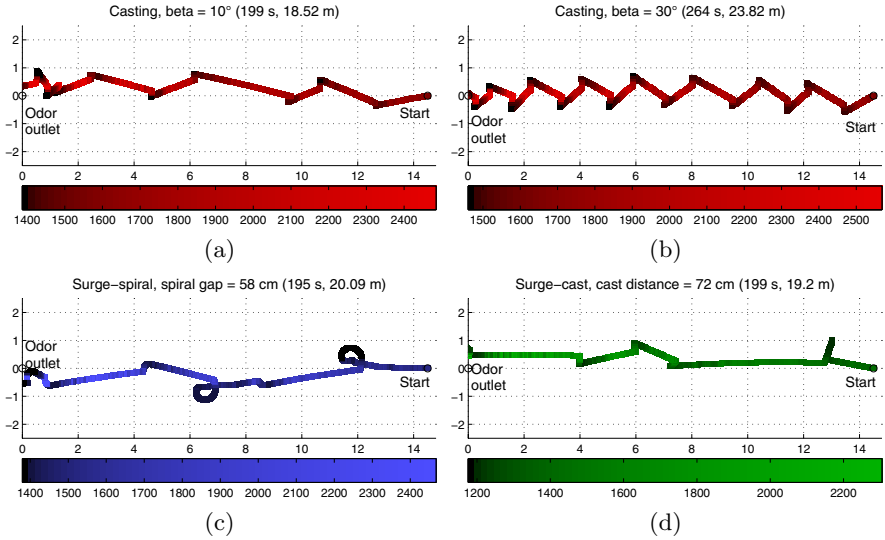 Casting, beta = 10° (199 s, 18.52 m)
2
1
0
−1
−2
Odor
outlet
Start
0 2 4 6 8 10 12 14
1400 1500 1600 1700 1800 1900 2000 2100 2200 2300 2400
(a)
Casting, beta = 30° (264 s, 23.82 m)
2
1
0
−1
−2
Odor
outlet
Start
0 2 4 6 8 10 12 14
1500 1600 1700 1800 1900 2000 2100 2200 2300 2400 2500
(b)
Surge−spiral, spiral gap = 58 cm (195 s, 20.09 m)
2
1
0
−1
−2
Odor
outlet
Start
0 2 4 6 8 10 12 14
1400 1500 1600 1700 1800 1900 2000 2100 2200 2300 2400
(c)
Surge−cast, cast distance = 72 cm (199 s, 19.2 m)
2
1
0
−1
−2
Odor
outlet
Start
0 2 4 6 8 10 12 14
1200 1400 1600 1800 2000 2200
(d)